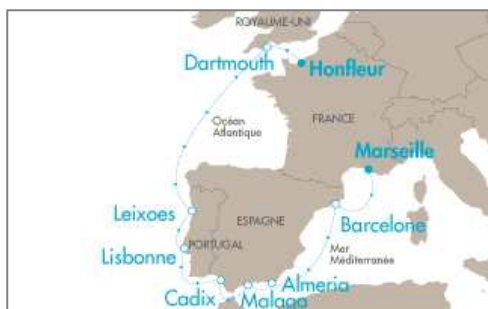 ROYAUME-UNI
Dartmouth
Honfleur
Océan
Atlantique
FRANCE
Marseille
Leixoes
ESPAGNE
Barcelone
PORTUGAL
Lisbonne
Mer
Méditerranée
Almeria
Cadix
Malaga